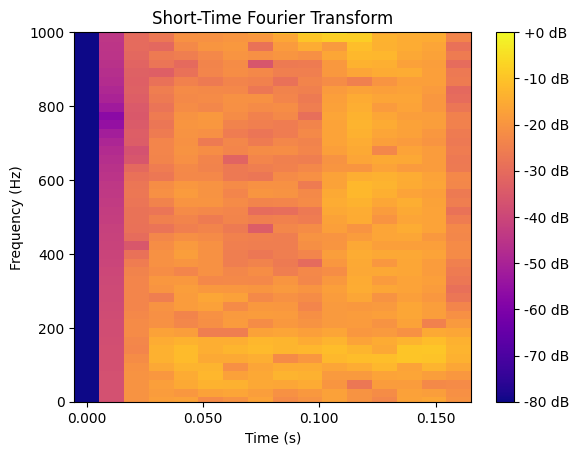 Short-Time Fourier Transform
Frequency (Hz)
1000
800
600
400
200
0
0.000
0.050
0.100
0.150
Time (s)
+0 dB
-10 dB
-20 dB
-30 dB
-40 dB
-50 dB
-60 dB
-70 dB
-80 dB